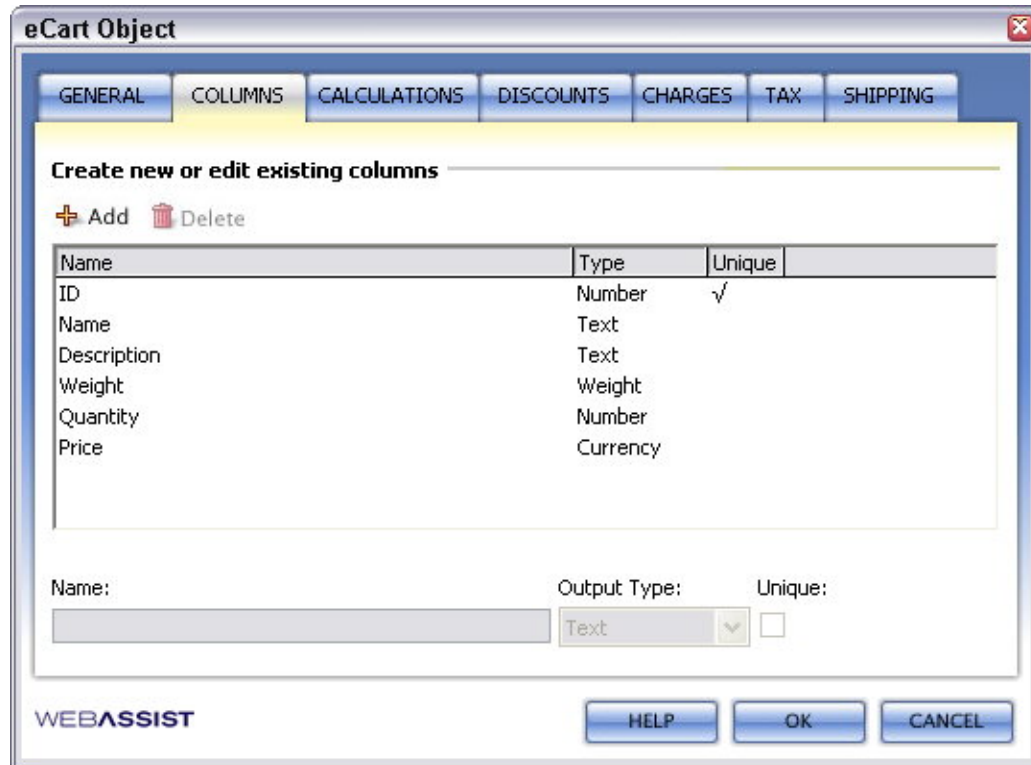 eCart Object
GENERAL COLUMNS CALCULATIONS DISCOUNTS CHARGES TAX SHIPPING
Create new or edit existing columns
Add Delete
Name Type Unique
ID Number √
Name Text
Description Text
Weight Weight
Quantity Number
Price Currency
Name: Output Type: Unique:
Text
WEBASSIST HELP OK CANCEL